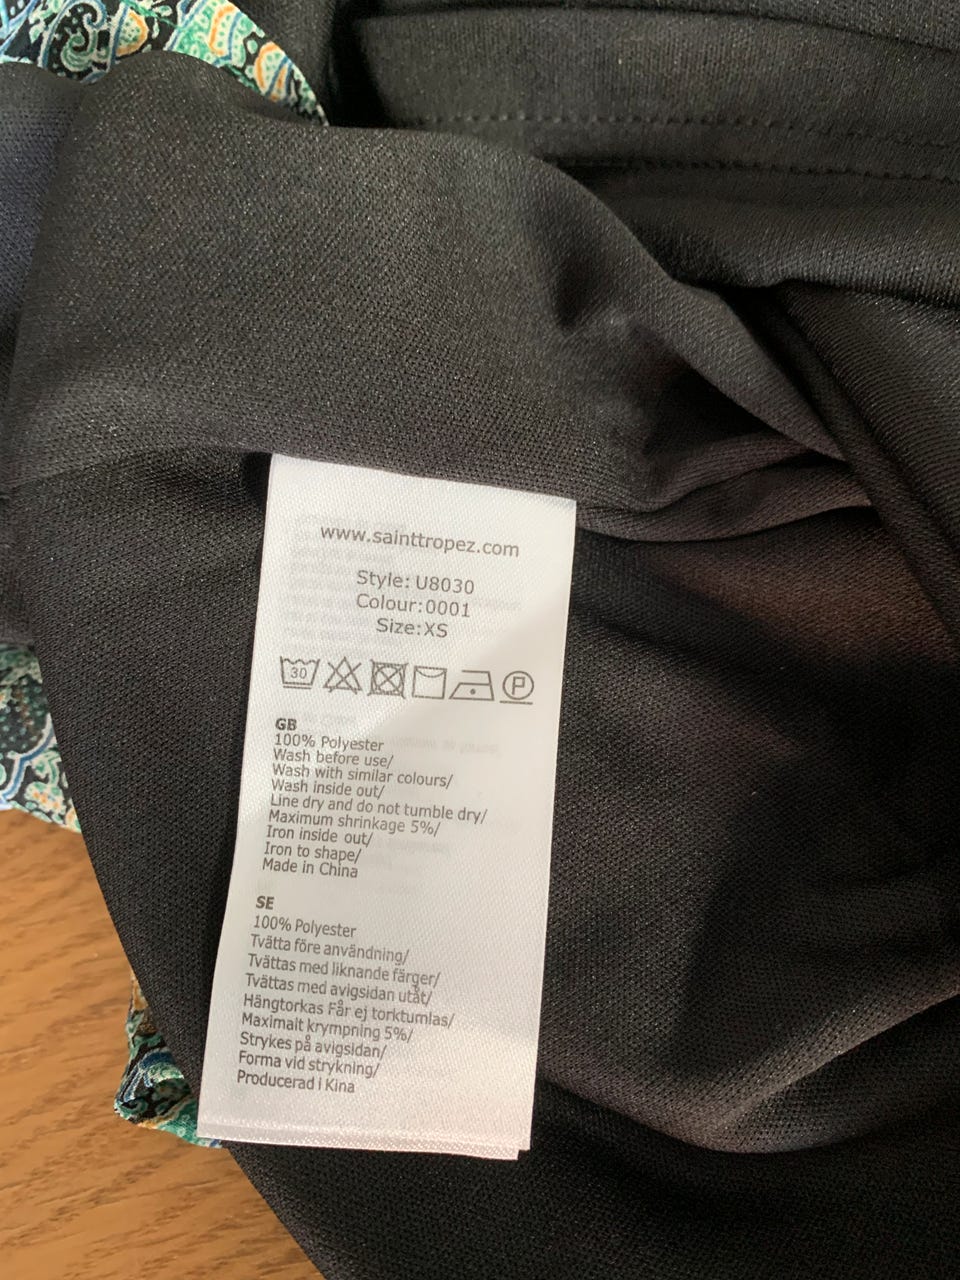 www.sainttropez.com
Style: U8030
Colour:0001
Size:XS
30 P
GB
100% Polyester
Wash before use/
Wash with similar colours/
Wash inside out/
Line dry and do not tumble dry/
Maximum shrinkage 5%/
Iron inside out/
Iron to shape/
Made in China
SE
100% Polyester
Tvätta före användning/
Tvättas med liknande färger/
Tvättas med avigsidan utåt/
Hängtorkas Får ej torktumlas/
Maximalt krympning 5%/
Strykes på avigsidan/
Forma vid strykning/
Producerad i Kina